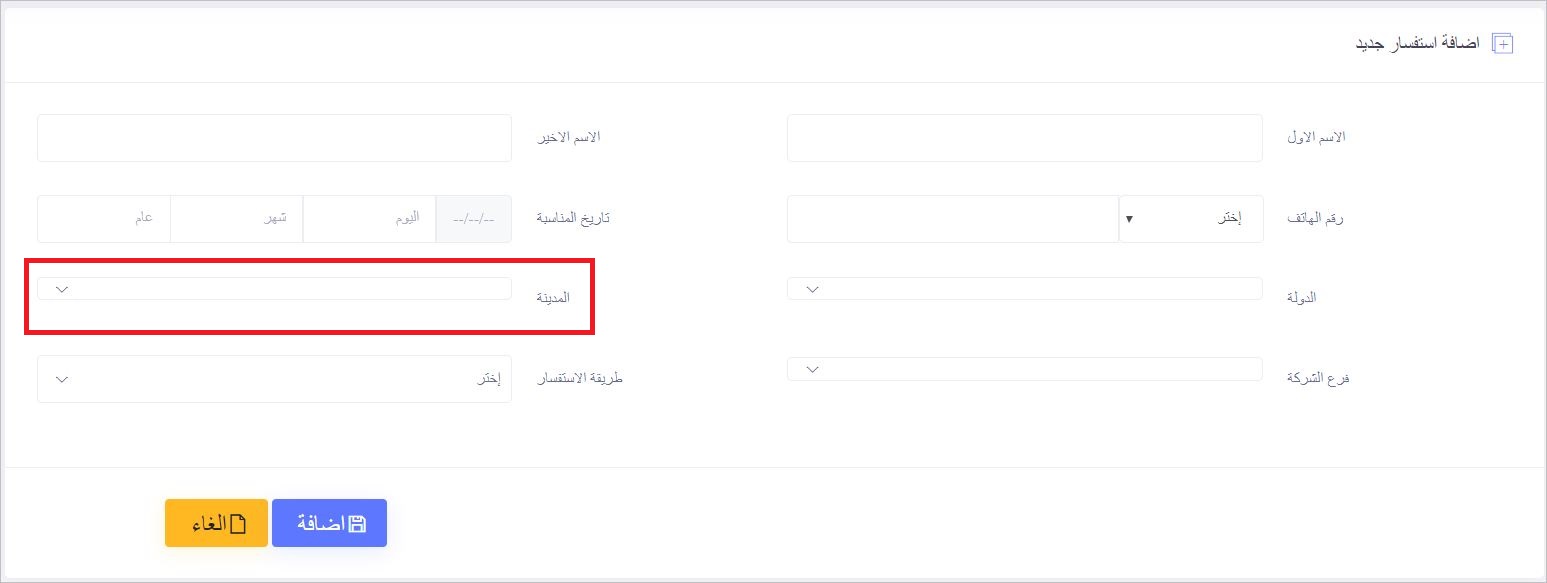 اضافة استفسار جديد
الاسم الاول
الاسم الاخير
رقم الهاتف
إختر
تاريخ المناسبة
--/--/--
اليوم
شهر
عام
الدولة
المدينة
فرع الشركة
طريقة الاستفسار
إختر
اضافة
الغاء